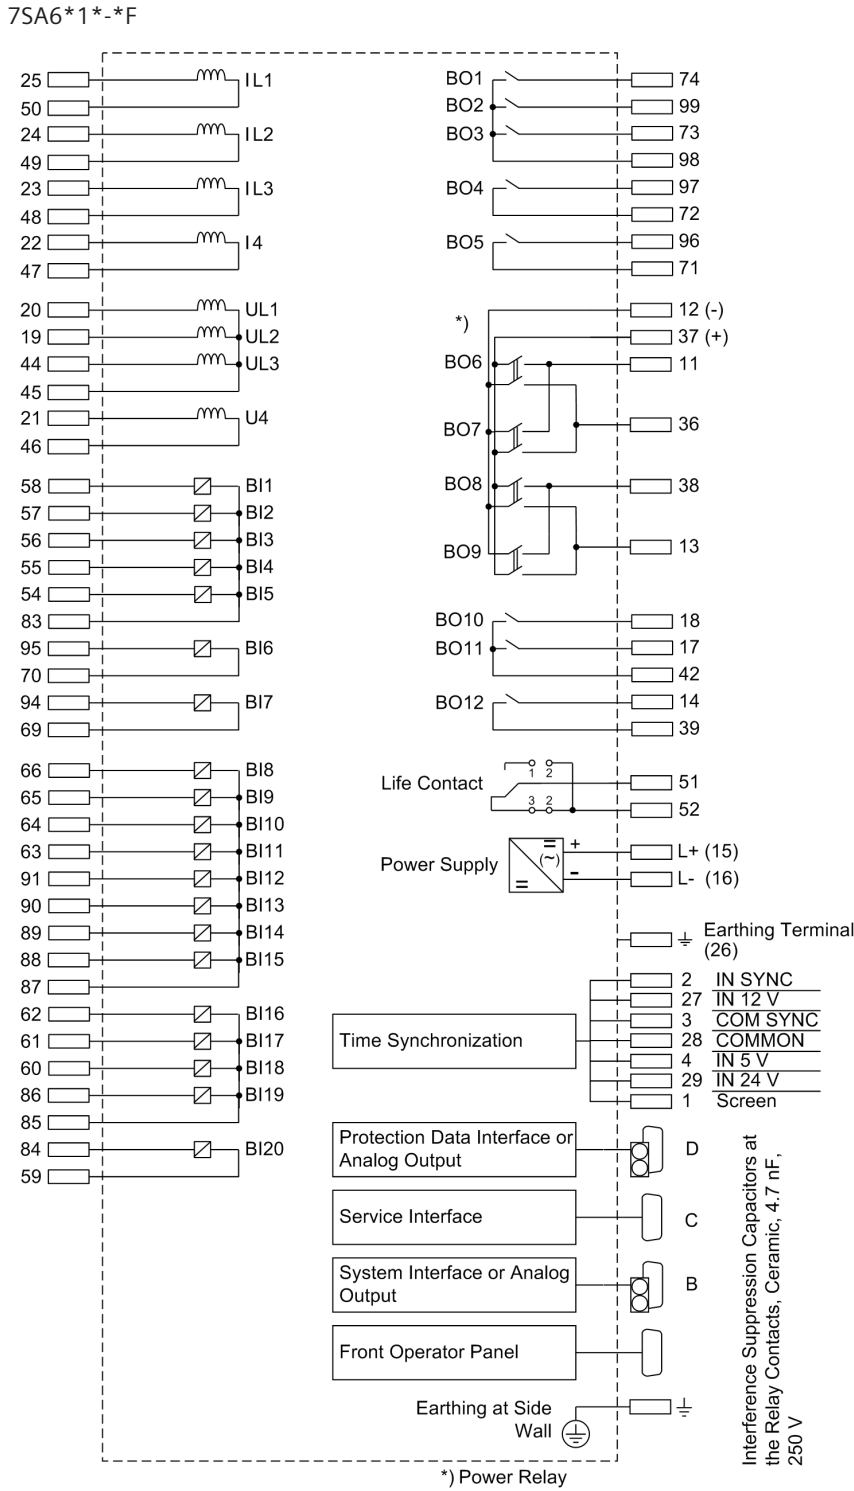 7SA6*1*-*F
25 IL1
50
24 IL2
49
23 IL3
48
22 I4
47
20 UL1
19 UL2
44 UL3
45
21 U4
46
58 BI1
57 BI2
56 BI3
55 BI4
54 BI5
83
95 BI6
70
94 BI7
69
66 BI8
65 BI9
64 BI10
63 BI11
91 BI12
90 BI13
89 BI14
88 BI15
87
62 BI16
61 BI17
60 BI18
86 BI19
85
84 BI20
59
BO1 74
BO2 99
BO3 73
98
BO4 97
72
BO5 96
71
12 (-)
*)
37 (+)
BO6 11
36
BO7
BO8 38
13
BO9
BO10 18
BO11 17
42
BO12 14
39
1 2
Life Contact 51
3 2
52
Power Supply = (~) = + L+ (15)
- L- (16)
Earthing Terminal
(26)
2 IN SYNC
27 IN 12 V
3 COM SYNC
Time Synchronization 28 COMMON
4 IN 5 V
29 IN 24 V
1 Screen
Protection Data Interface or
Analog Output
D
Service Interface C
System Interface or Analog
Output
B
Front Operator Panel
Earthing at Side
Wall
*) Power Relay
Interference Suppression Capacitors at
the Relay Contacts, Ceramic, 4.7 nF,
250 V